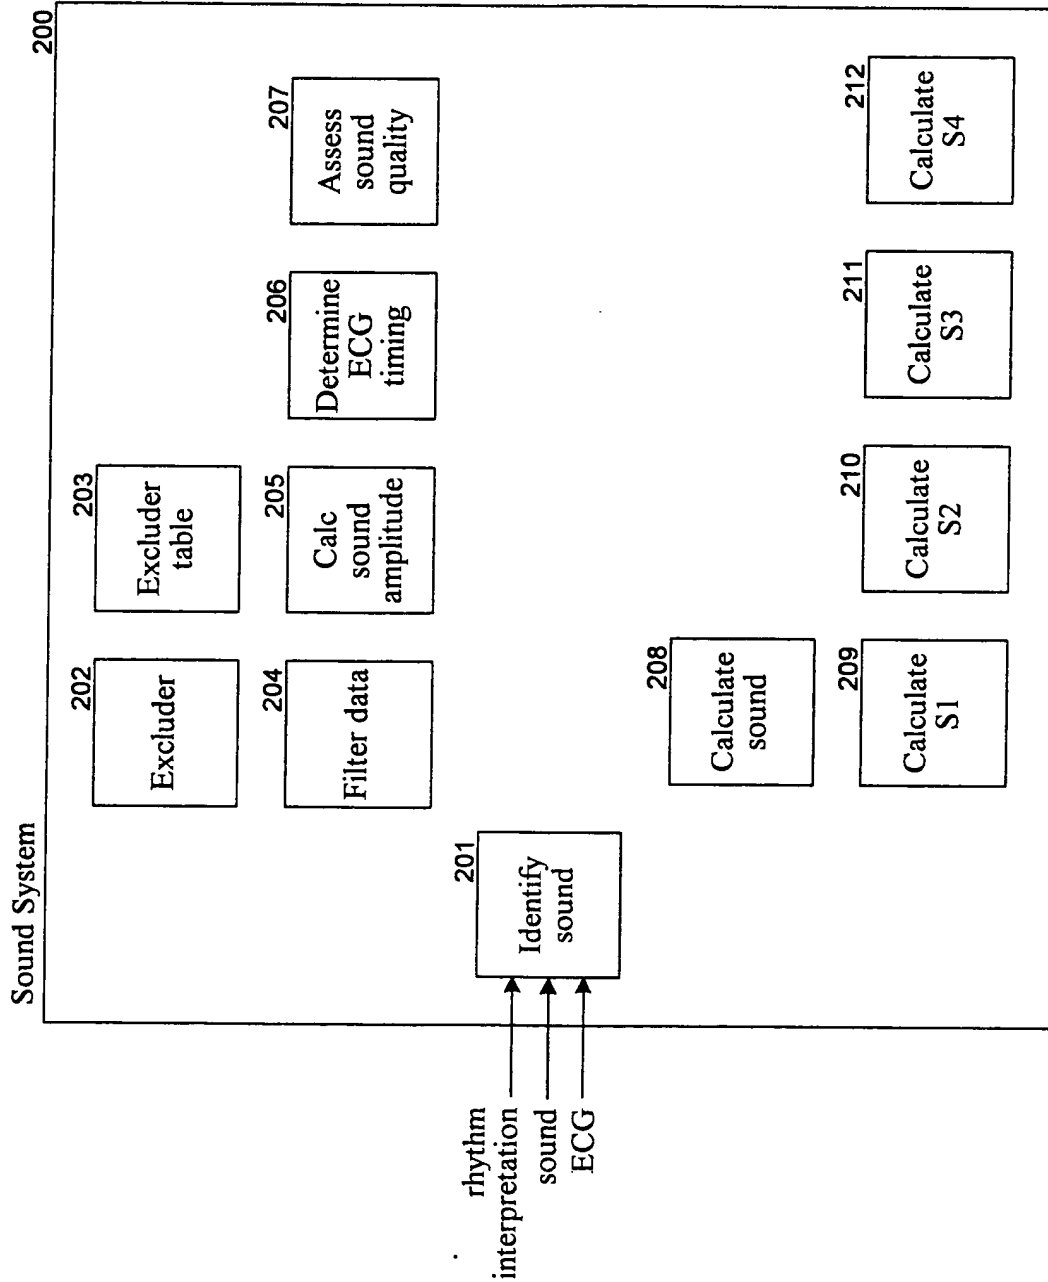 Sound System
200
202
Excluder
203
Excluder
table
204
Filter data
205
Calc
sound
amplitude
206
Determine
ECG
timing
207
Assess
sound
quality
rhythm
interpretation
sound
ECG
201
Identify
sound
208
Calculate
sound
209
Calculate
S1
210
Calculate
S2
211
Calculate
S3
212
Calculate
S4